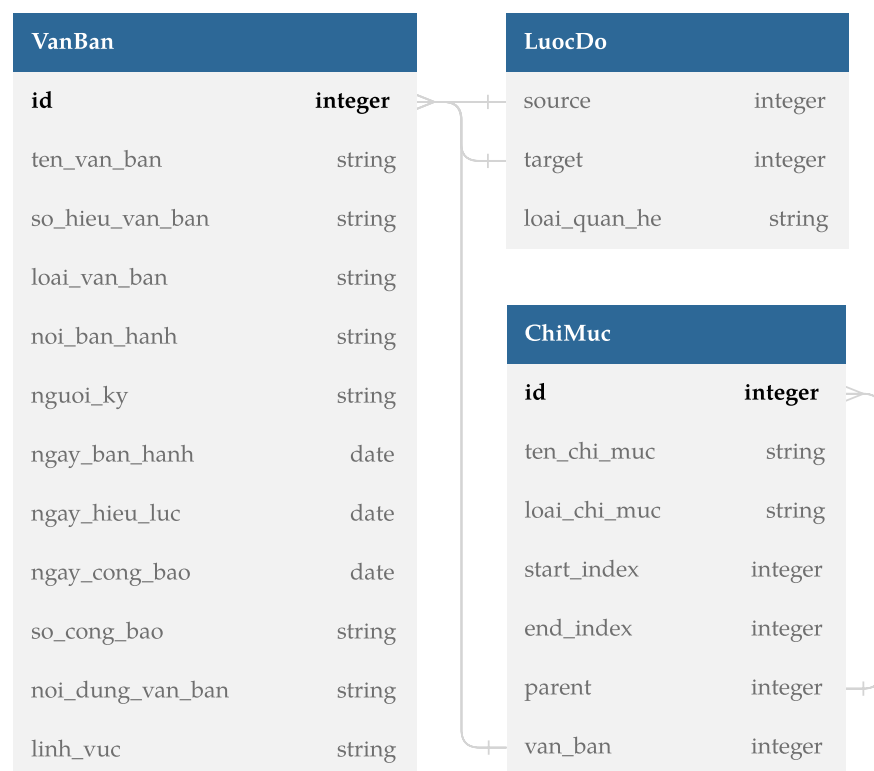 VanBan
id integer
ten_van_ban string
so_hieu_van_ban string
loai_van_ban string
noi_ban_hanh string
nguoi_ky string
ngay_ban_hanh date
ngay_hieu_luc date
ngay_cong_bao date
so_cong_bao string
noi_dung_van_ban string
linh_vuc string
LuocDo
source integer
target integer
loai_quan_he string
ChiMuc
id integer
ten_chi_muc string
loai_chi_muc string
start_index integer
end_index integer
parent integer
van_ban integer